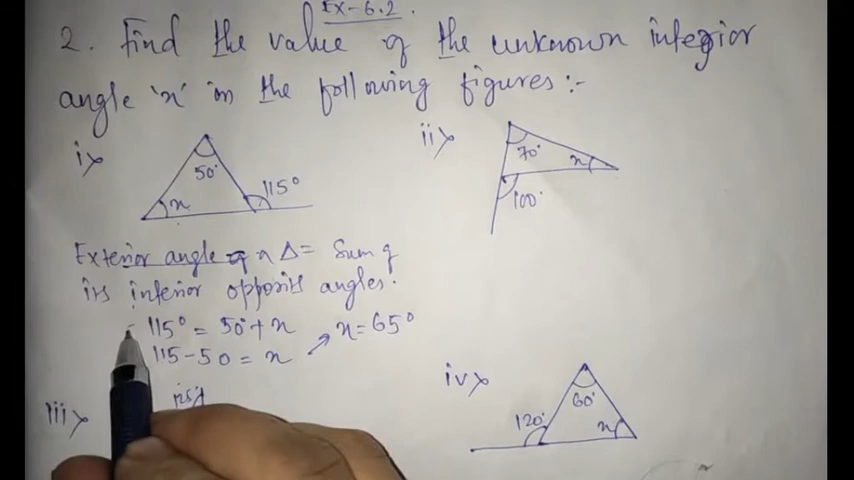 Ex-6.2
2. Find the value of the unknown interior
angle 'x' in the following figures:-
i>
50°
x
115°
ii>
70°
x
100°
Exterior angle of a Δ = Sum of
its interior opposite angles.
115° = 50° + x
115-50 = x
x = 65°
iii>
iv>
120°
60°
x